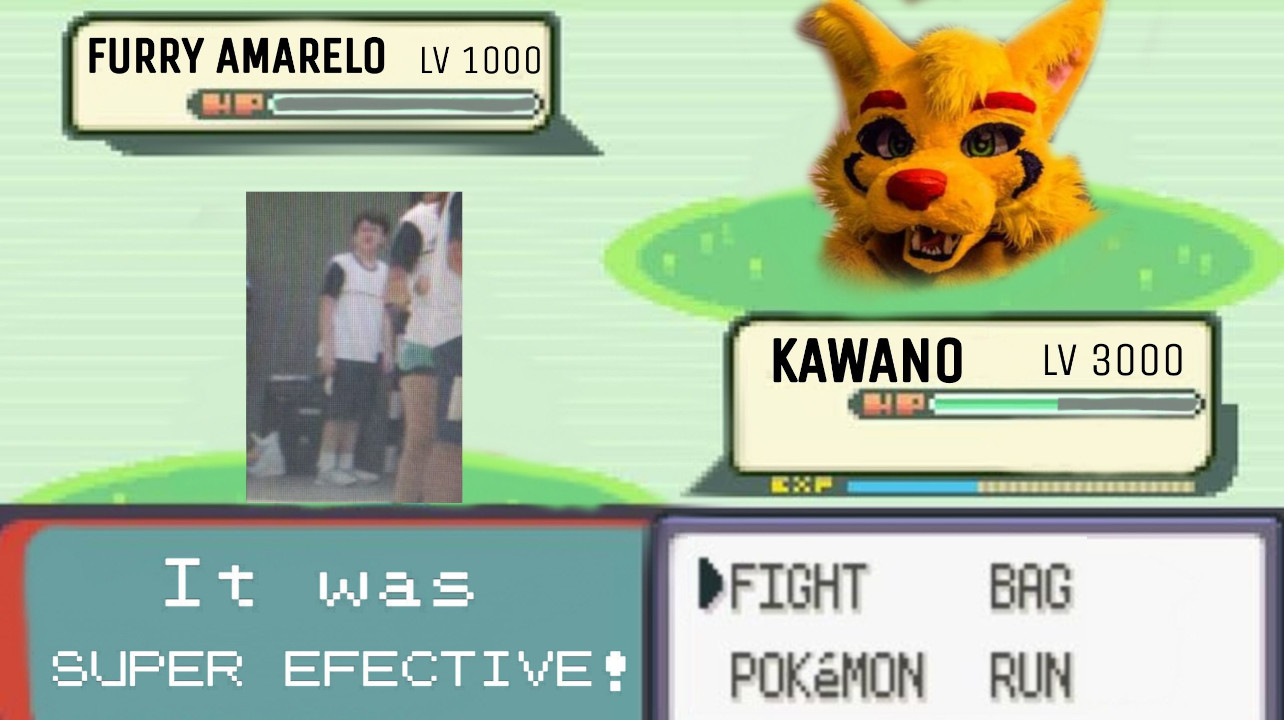 FURRY AMARELO LV 1000
HP
KAWANO LV 3000
HP
EXP
It was
SUPER EFECTIVE!
FIGHT BAG
POKéMON RUN